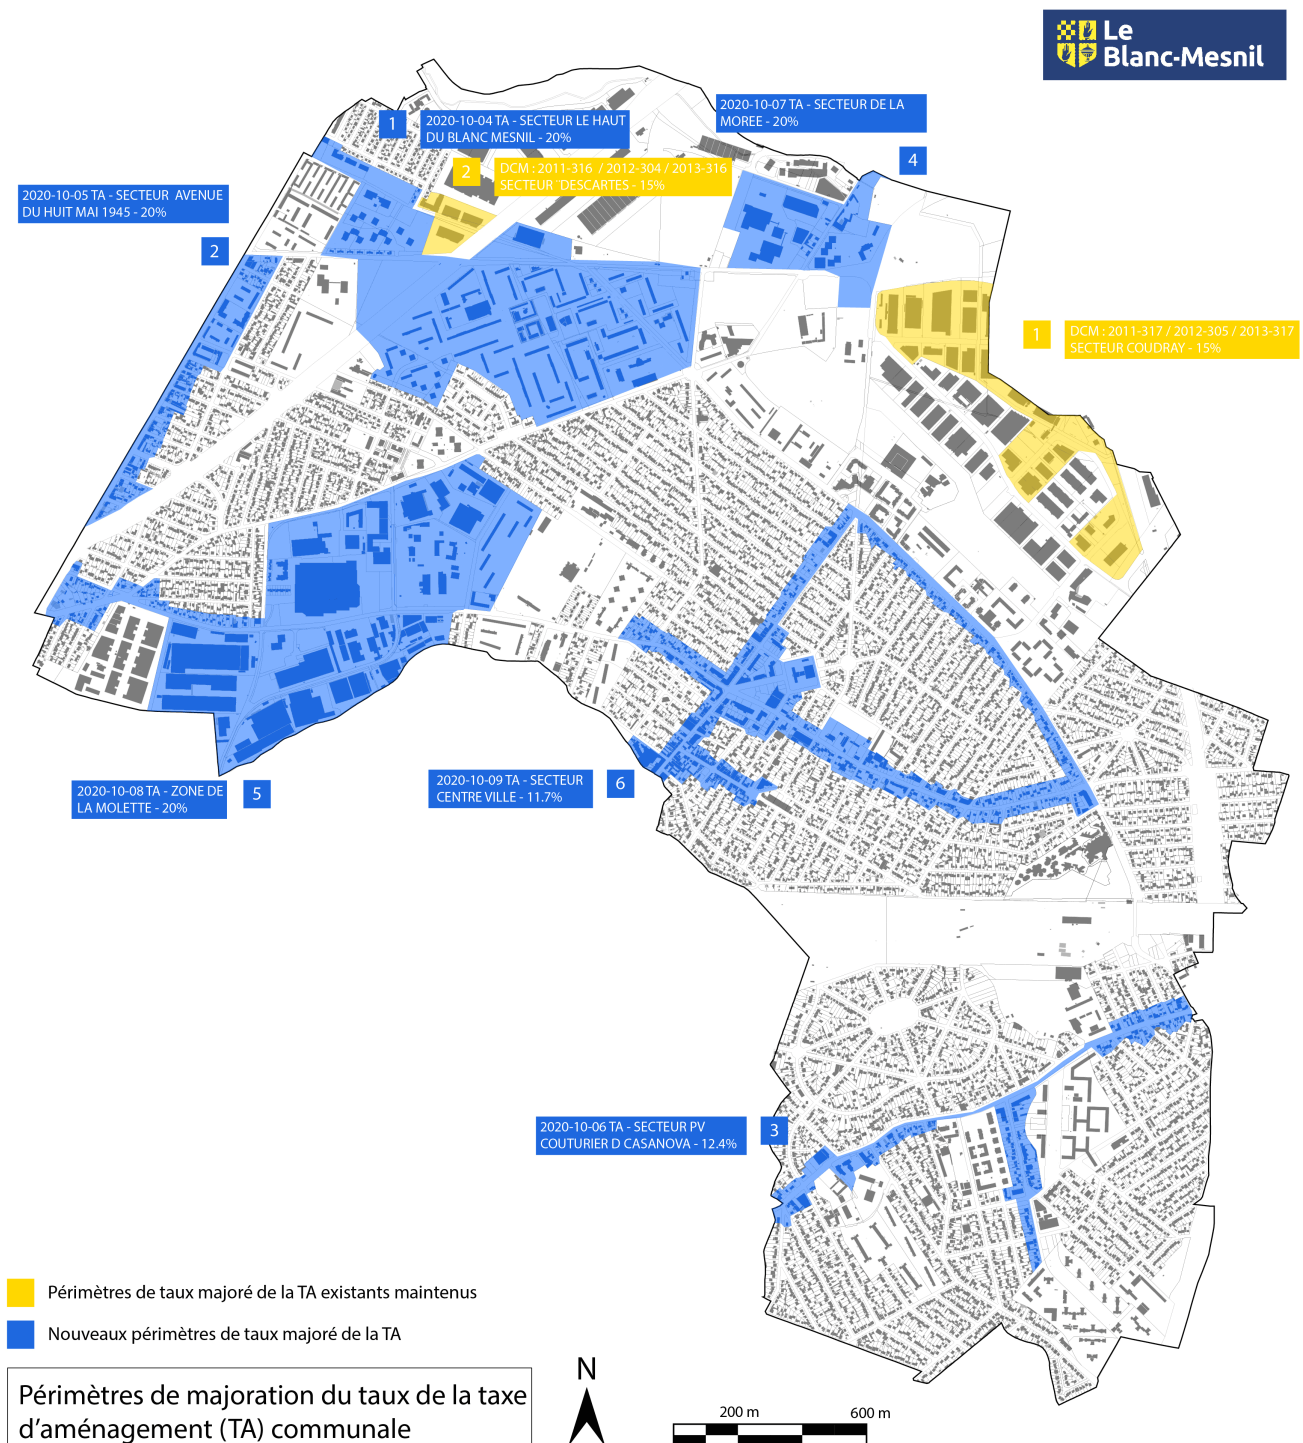 Le
Blanc-Mesnil
2020-10-07 TA - SECTEUR DE LA
MOREE - 20%
4
1
2020-10-04 TA - SECTEUR LE HAUT
DU BLANC MESNIL - 20%
2
DCM : 2011-316 / 2012-304 / 2013-316
SECTEUR ¨DESCARTES - 15%
2020-10-05 TA - SECTEUR AVENUE
DU HUIT MAI 1945 - 20%
2
1
DCM : 2011-317 / 2012-305 / 2013-317
SECTEUR COUDRAY - 15%
2020-10-08 TA - ZONE DE
LA MOLETTE - 20%
5
2020-10-09 TA - SECTEUR
CENTRE VILLE - 11.7%
6
2020-10-06 TA - SECTEUR PV
COUTURIER D CASANOVA - 12.4%
3
Périmètres de taux majoré de la TA existants maintenus
Nouveaux périmètres de taux majoré de la TA
Périmètres de majoration du taux de la taxe
d’aménagement (TA) communale
N
200 m
600 m